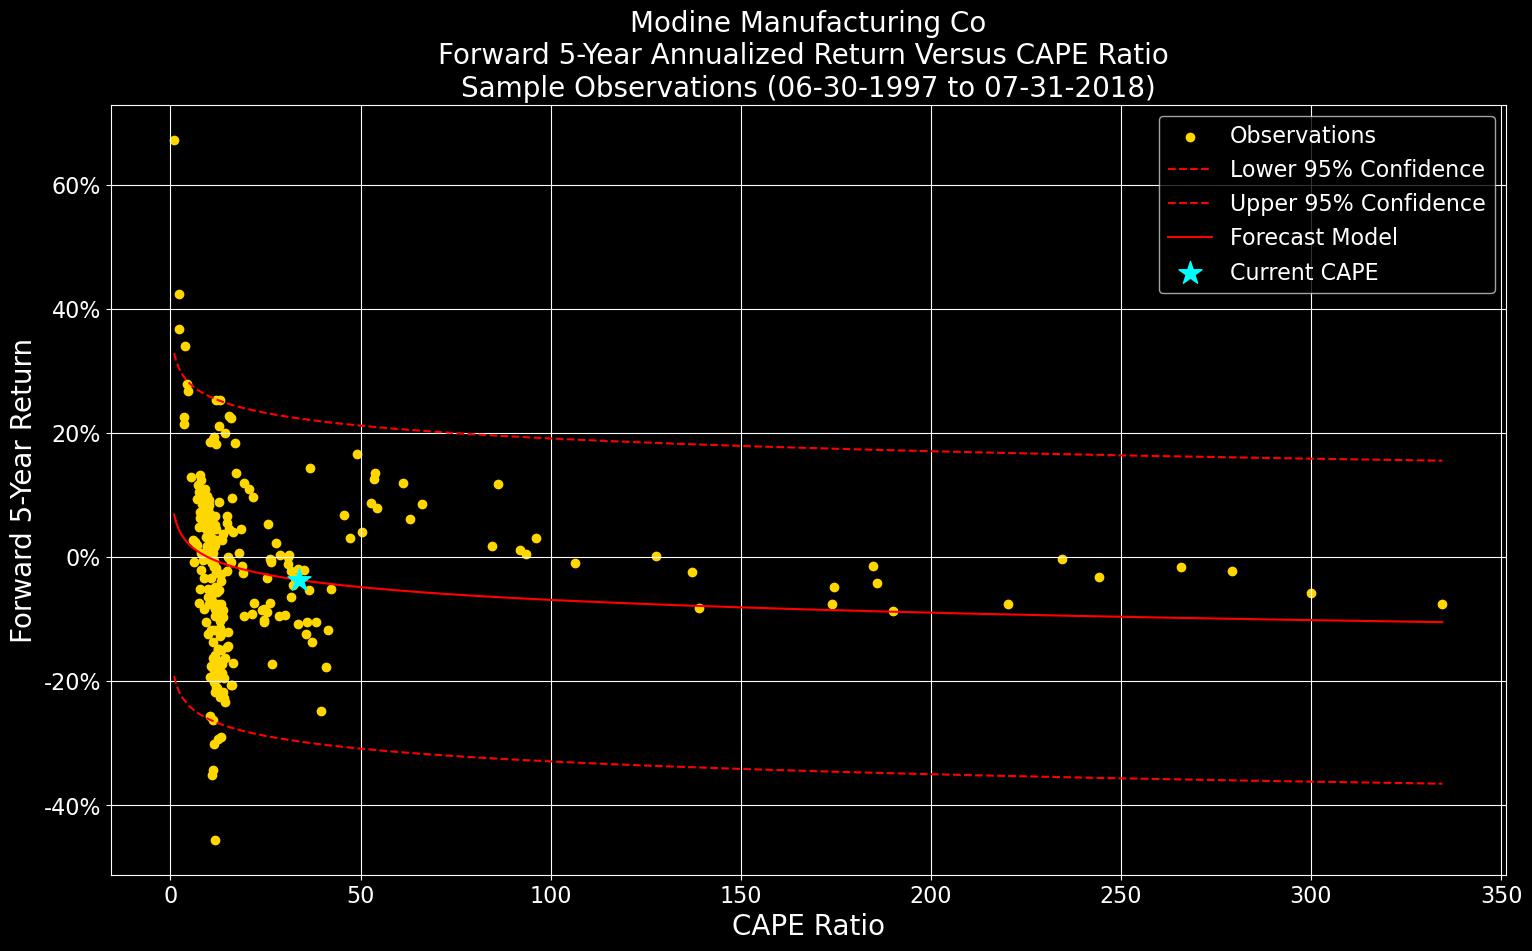 Modine Manufacturing Co
Forward 5-Year Annualized Return Versus CAPE Ratio
Sample Observations (06-30-1997 to 07-31-2018)
Observations
Lower 95% Confidence
Upper 95% Confidence
Forecast Model
Current CAPE
Forward 5-Year Return
60%
40%
20%
0%
-20%
-40%
0 50 100 150 200 250 300 350
CAPE Ratio